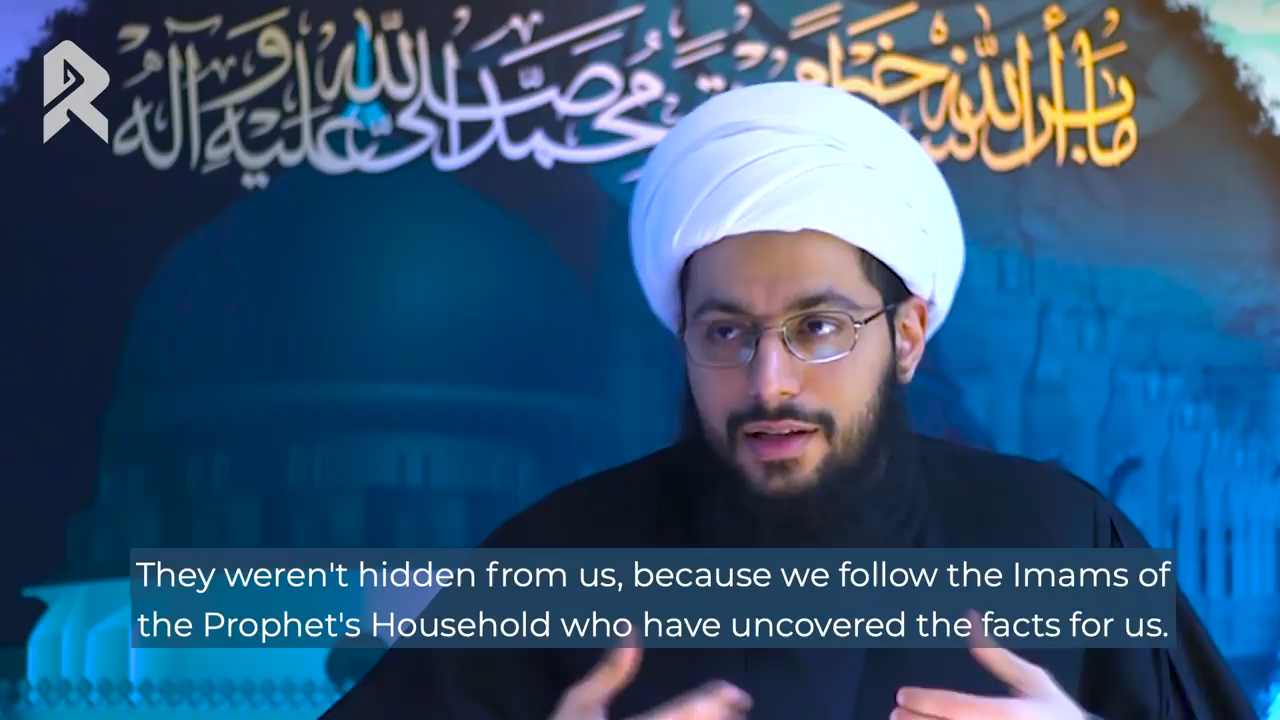 محمد صلى الله عليه وآله
They weren't hidden from us, because we follow the Imams of
the Prophet's Household who have uncovered the facts for us.